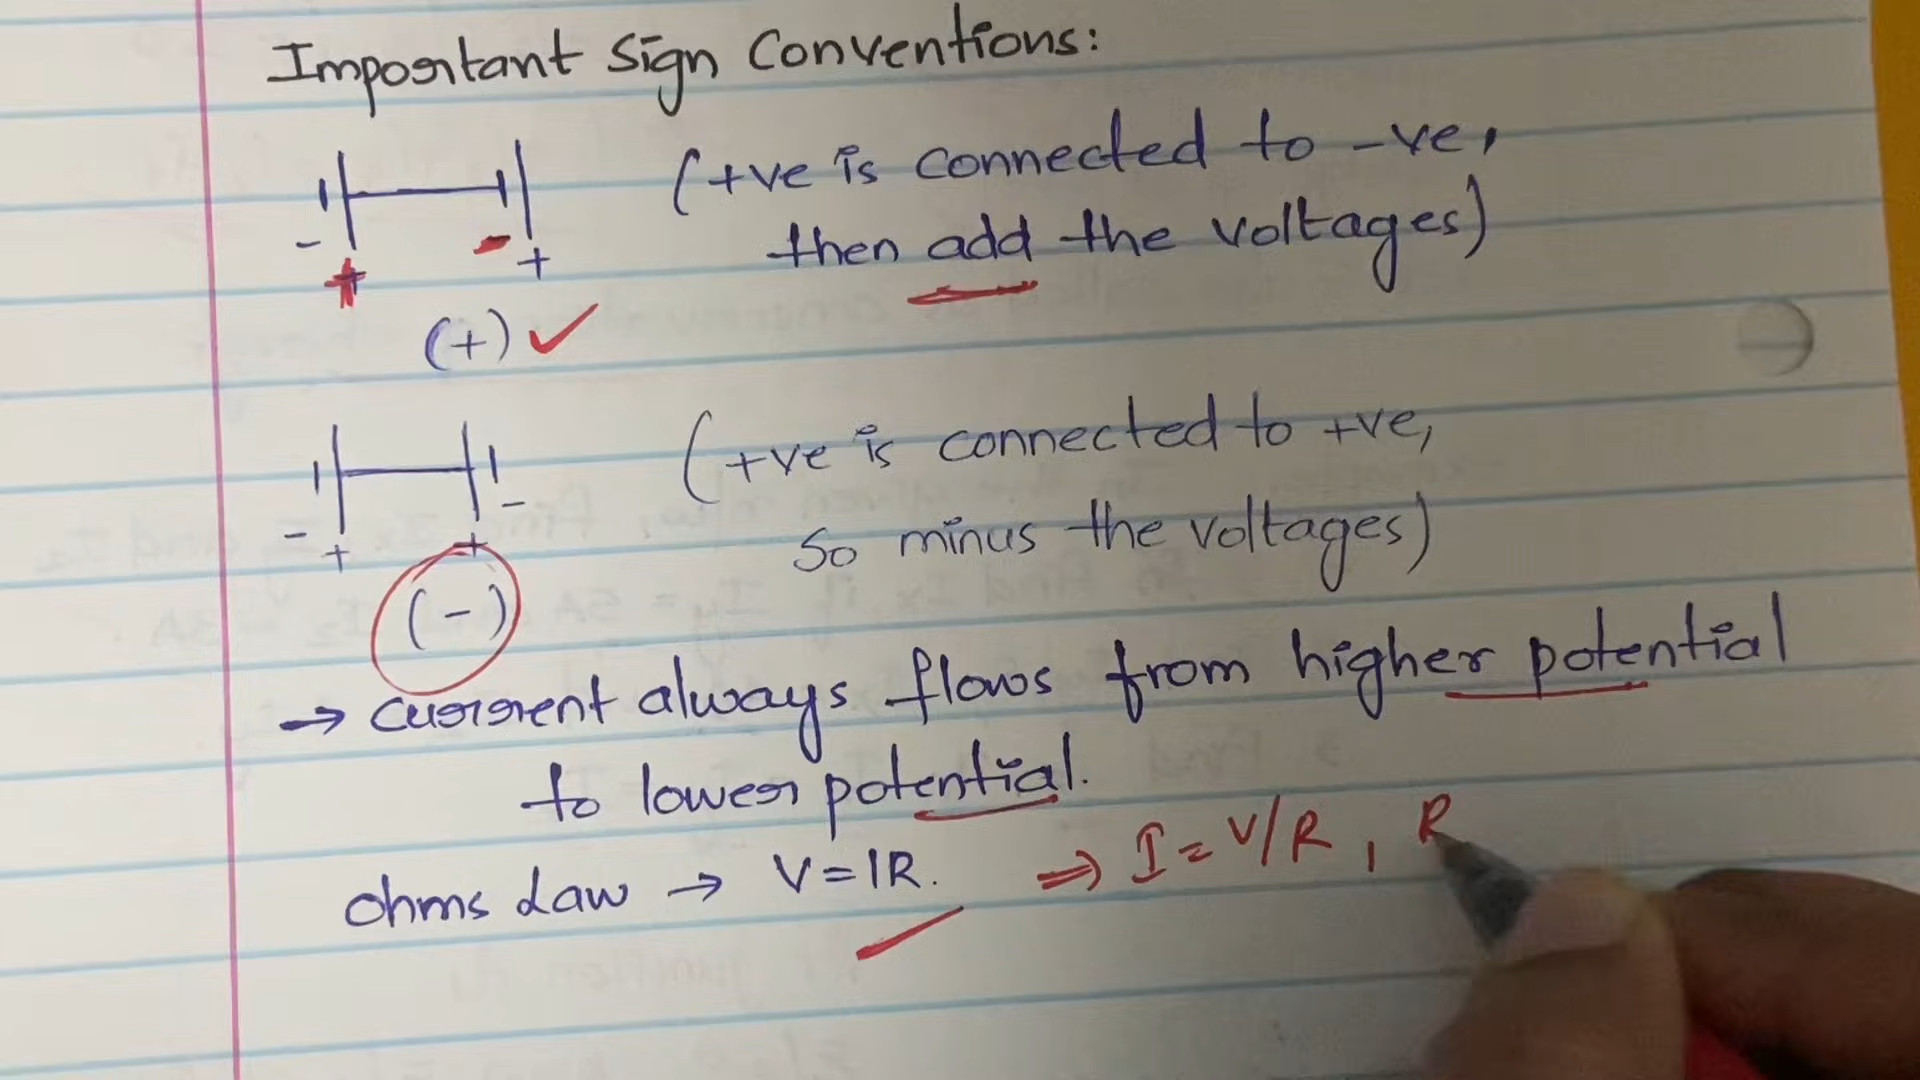 Important Sign Conventions:
(+ve is connected to -ve,
then add the voltages)
- + - +
(+) ✓
(+ve is connected to +ve,
So minus the voltages)
- + + -
(-)
→ current always flows from higher potential
to lower potential.
ohms Law → V=IR. ⇒ I=V/R, R